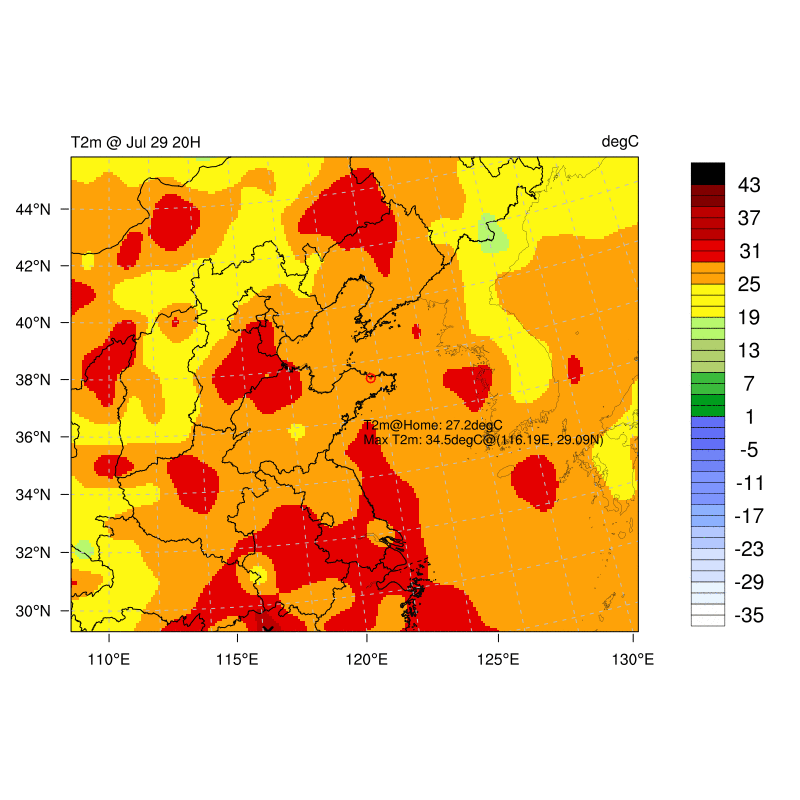 T2m @ Jul 29 20H
degC
44°N
42°N
40°N
38°N
36°N
34°N
32°N
30°N
110°E
115°E
120°E
125°E
130°E
T2m@Home: 27.2degC
Max T2m: 34.5degC@(116.19E, 29.09N)
43
37
31
25
19
13
7
1
-5
-11
-17
-23
-29
-35